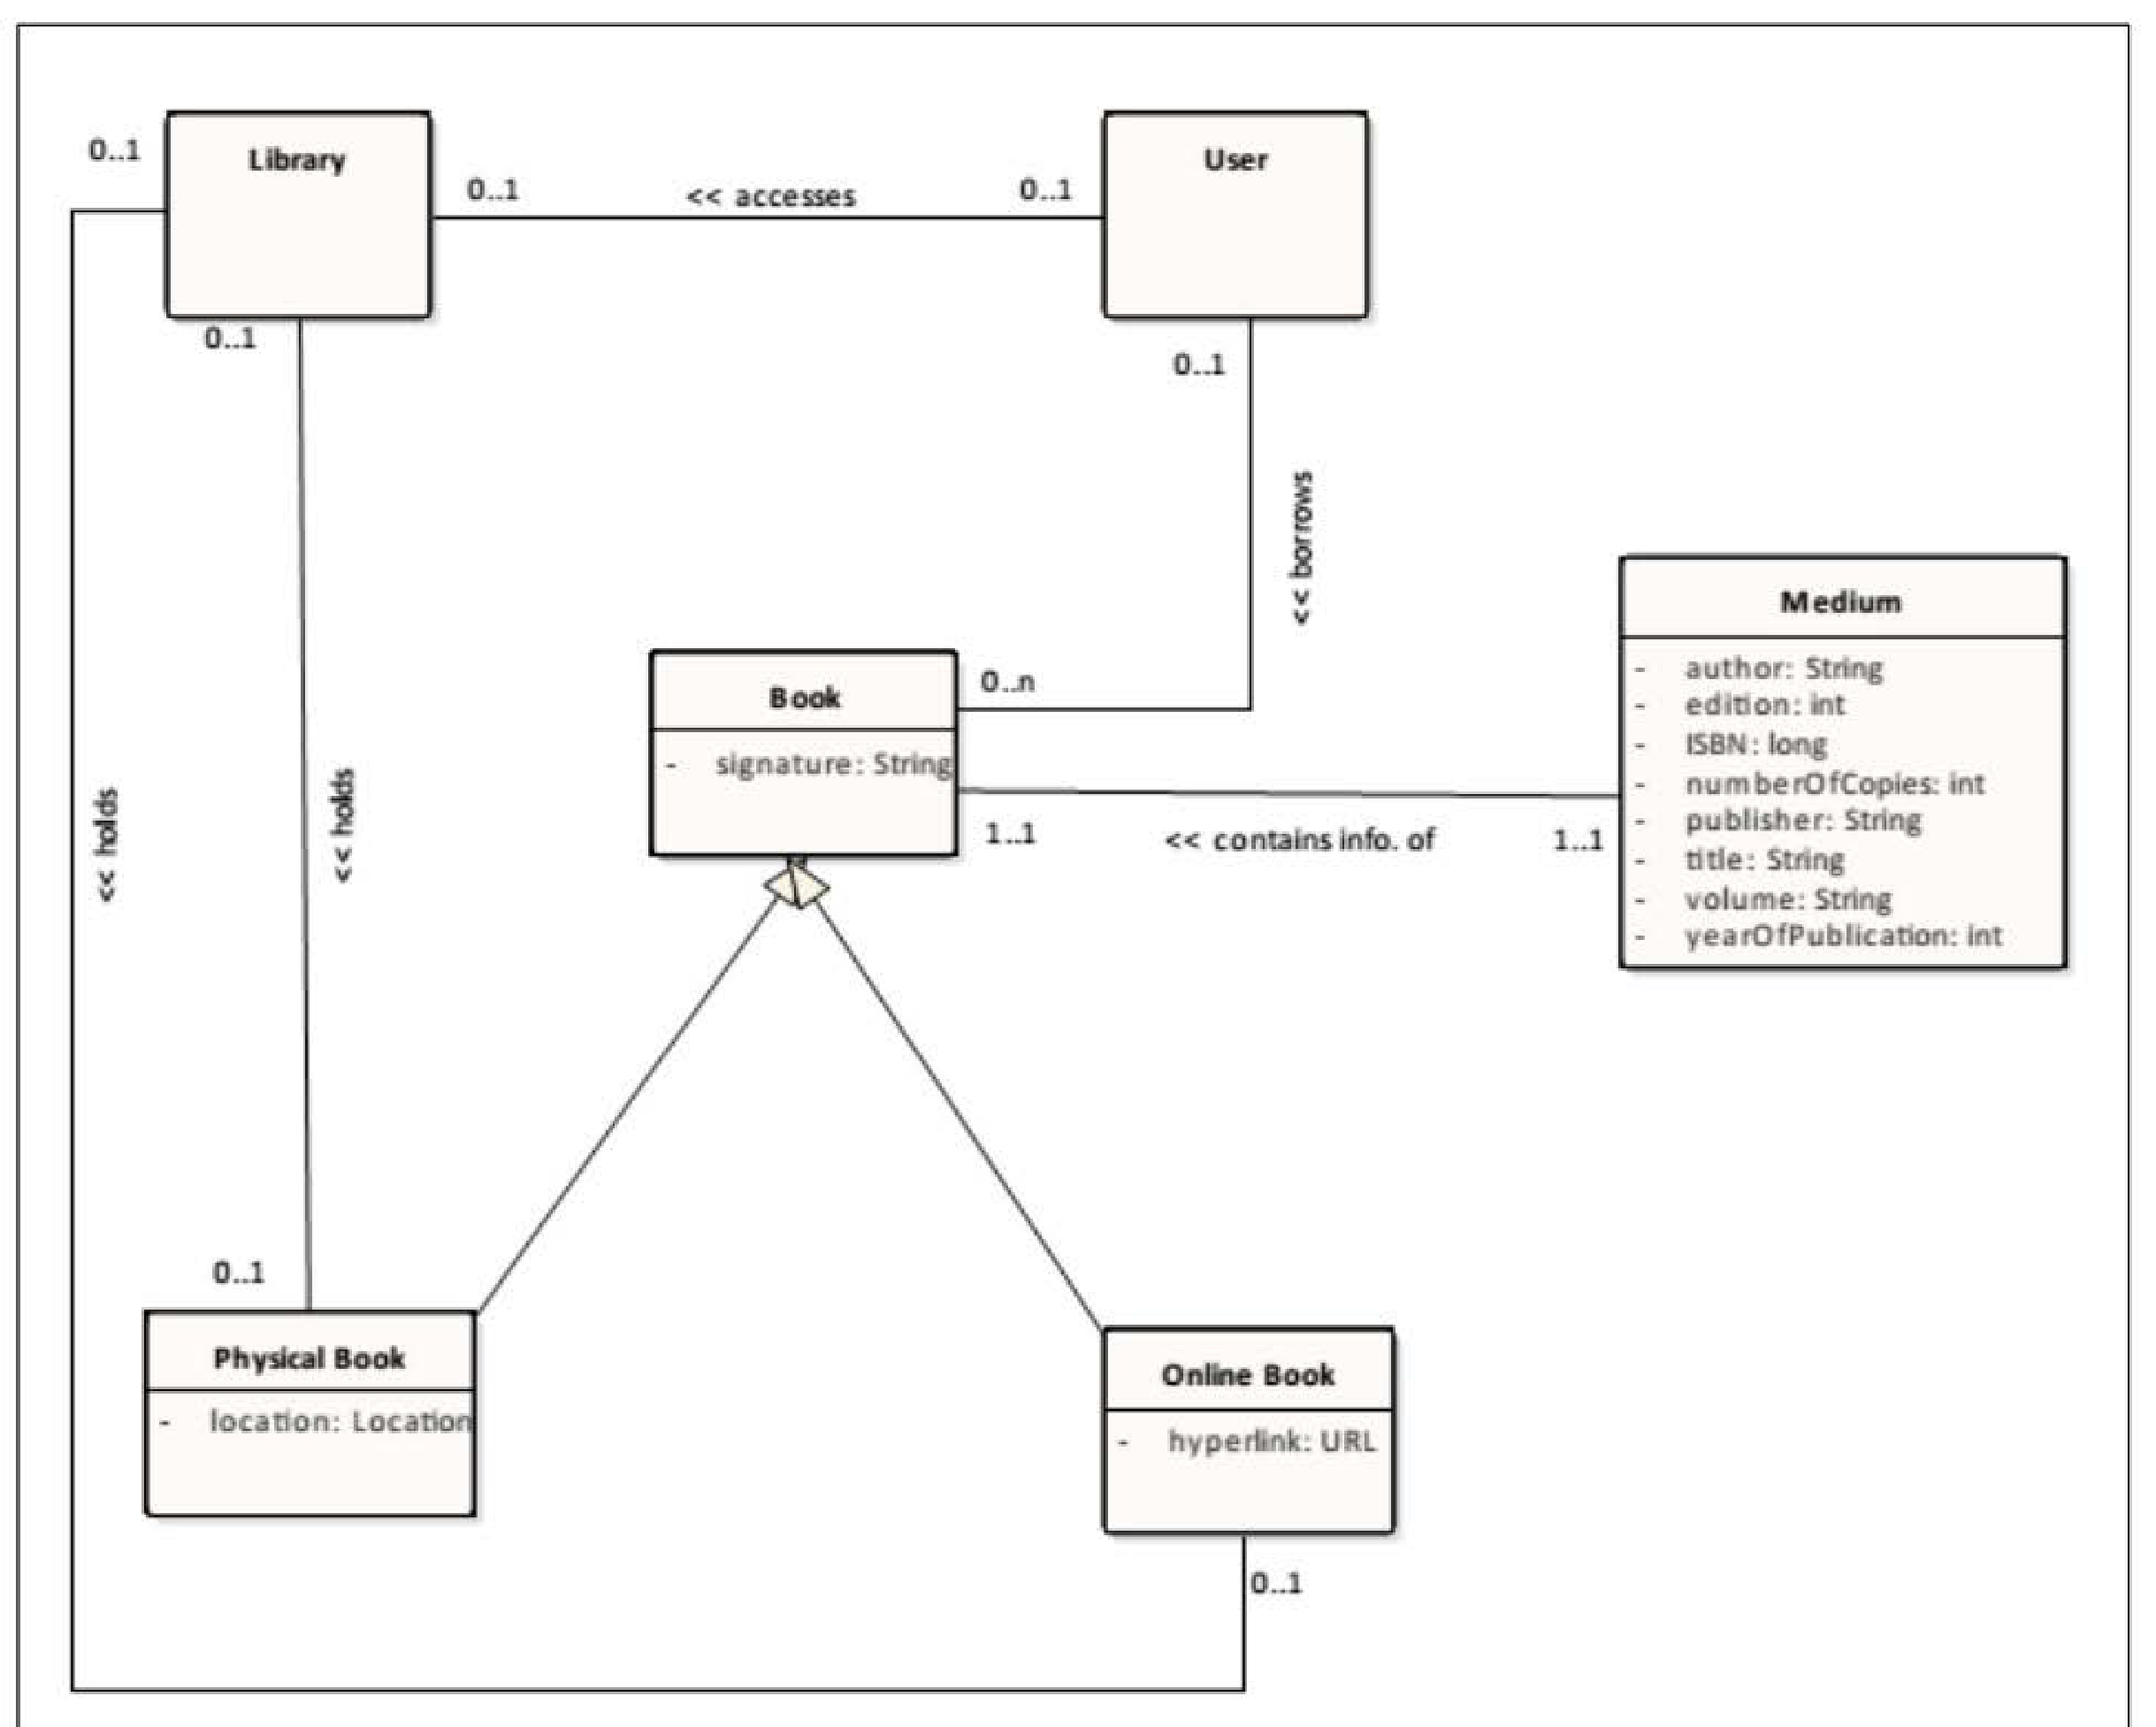 0..1
Library
User
0..1
<< accesses
0..1
0..1
0..1
<< borrows
Medium
- author: String
- edition: int
- ISBN: long
- numberOfCopies: int
- publisher: String
- title: String
- volume: String
- yearOfPublication: int
Book
0..n
- signature: String
1..1
<< contains info. of
1..1
<< holds
<< holds
0..1
Physical Book
- location: Location
Online Book
- hyperlink: URL
0..1